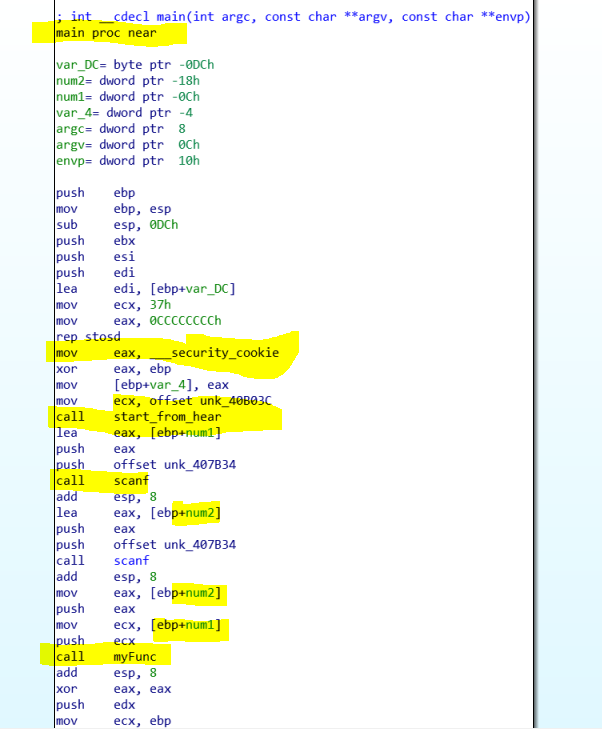 ; int __cdecl main(int argc, const char **argv, const char **envp)
main proc near
var_DC= byte ptr -0DCh
num2= dword ptr -18h
num1= dword ptr -0Ch
var_4= dword ptr -4
argc= dword ptr  8
argv= dword ptr  0Ch
envp= dword ptr  10h
push    ebp
mov     ebp, esp
sub     esp, 0DCh
push    ebx
push    esi
push    edi
lea     edi, [ebp+var_DC]
mov     ecx, 37h
mov     eax, 0CCCCCCCCh
rep stosd
mov     eax, ___security_cookie
xor     eax, ebp
mov     [ebp+var_4], eax
mov     ecx, offset unk_40B03C
call    start_from_hear
lea     eax, [ebp+num1]
push    eax
push    offset unk_407B34
call    scanf
add     esp, 8
lea     eax, [ebp+num2]
push    eax
push    offset unk_407B34
call    scanf
add     esp, 8
mov     eax, [ebp+num2]
push    eax
mov     ecx, [ebp+num1]
push    ecx
call    myFunc
add     esp, 8
xor     eax, eax
push    edx
mov     ecx, ebp